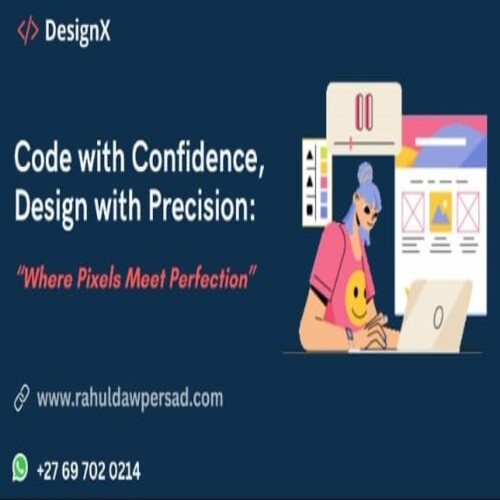 </> DesignX
Code with Confidence,
Design with Precision:
“Where Pixels Meet Perfection”
www.rahuldawpersad.com
+27 69 702 0214